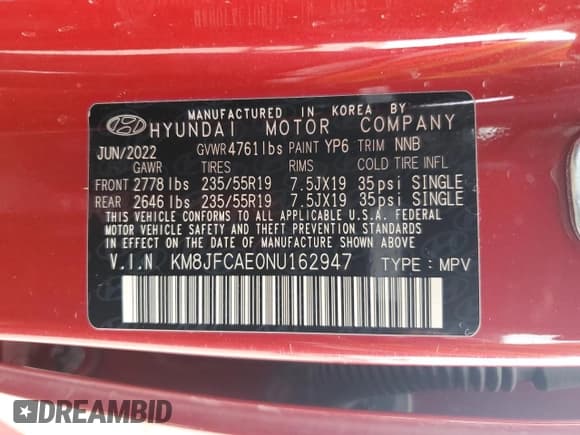 MANUFACTURED IN KOREA BY
HYUNDAI MOTOR COMPANY
JUN/2022 GVWR 4761 lbs PAINT YP6 TRIM NNB
GAWR TIRES RIMS COLD TIRE INFL
FRONT 2778 lbs 235/55R19 7.5JX19 35psi SINGLE
REAR 2646 lbs 235/55R19 7.5JX19 35psi SINGLE
THIS VEHICLE CONFORMS TO ALL APPLICABLE U.S.A. FEDERAL
MOTOR VEHICLE SAFETY BUMPER, AND THEFT PREVENTION STANDARDS
IN EFFECT ON THE DATE OF MANUFACTURE SHOWN ABOVE.
V.I.N KM8JFCAE0NU162947 TYPE : MPV
DREAMBID